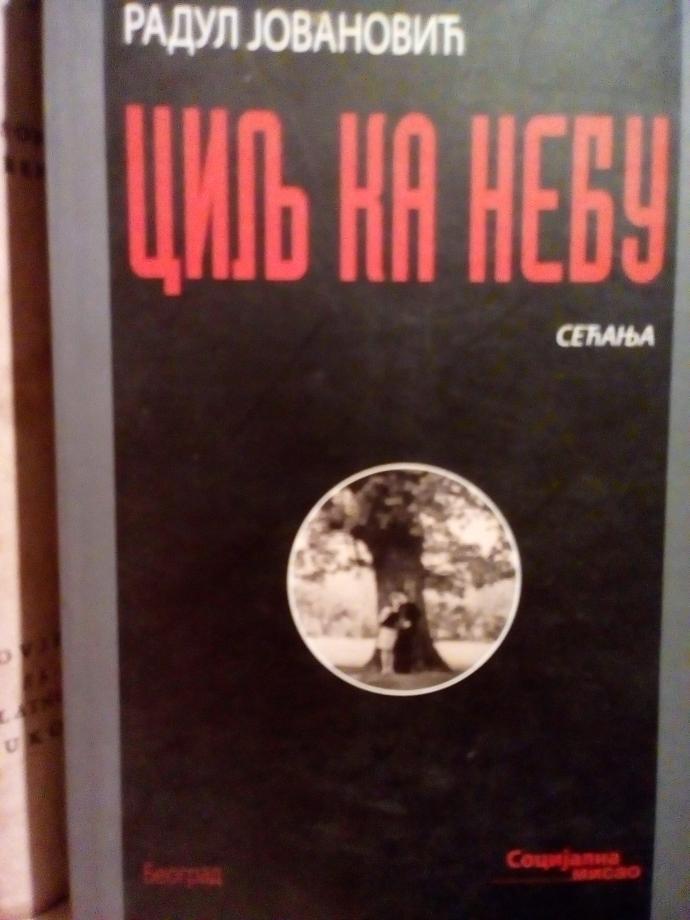 РАДУЛ ЈОВАНОВИЋ
ЦИЉ КА НЕБУ
СЕЋАЊА
Београд
Социјална
мисао